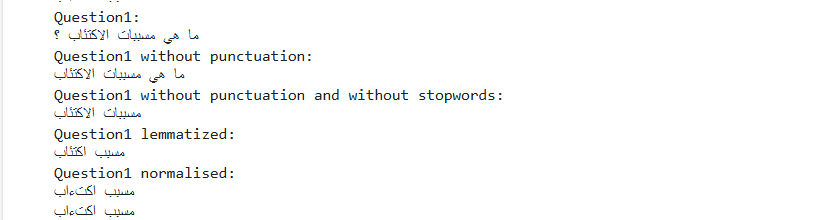 Question1:
ما هي مسببات الاكتئاب ؟
Question1 without punctuation:
ما هي مسببات الاكتئاب
Question1 without punctuation and without stopwords:
مسببات الاكتئاب
Question1 lemmatized:
مسبب اكتئاب
Question1 normalised:
مسبب اكتءاب
مسبب اكتءاب